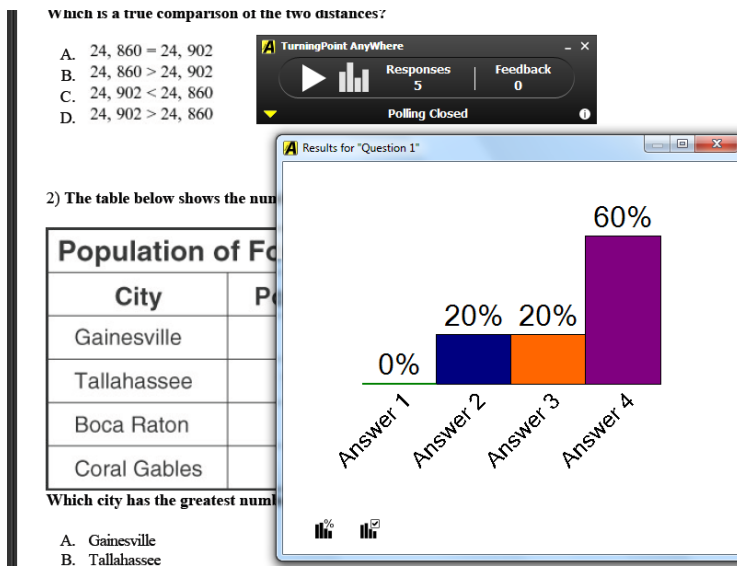 Which is a true comparison of the two distances?
A. 24, 860 = 24, 902
B. 24, 860 > 24, 902
C. 24, 902 < 24, 860
D. 24, 902 > 24, 860
TurningPoint AnyWhere
Responses Feedback
5 0
Polling Closed
Results for "Question 1"
60%
20% 20%
0%
Answer 1 Answer 2 Answer 3 Answer 4
2) The table below shows the
Population of
City
Gainesville
Tallahassee
Boca Raton
Coral Gables
Which city has the greatest
A. Gainesville
B. Tallahassee